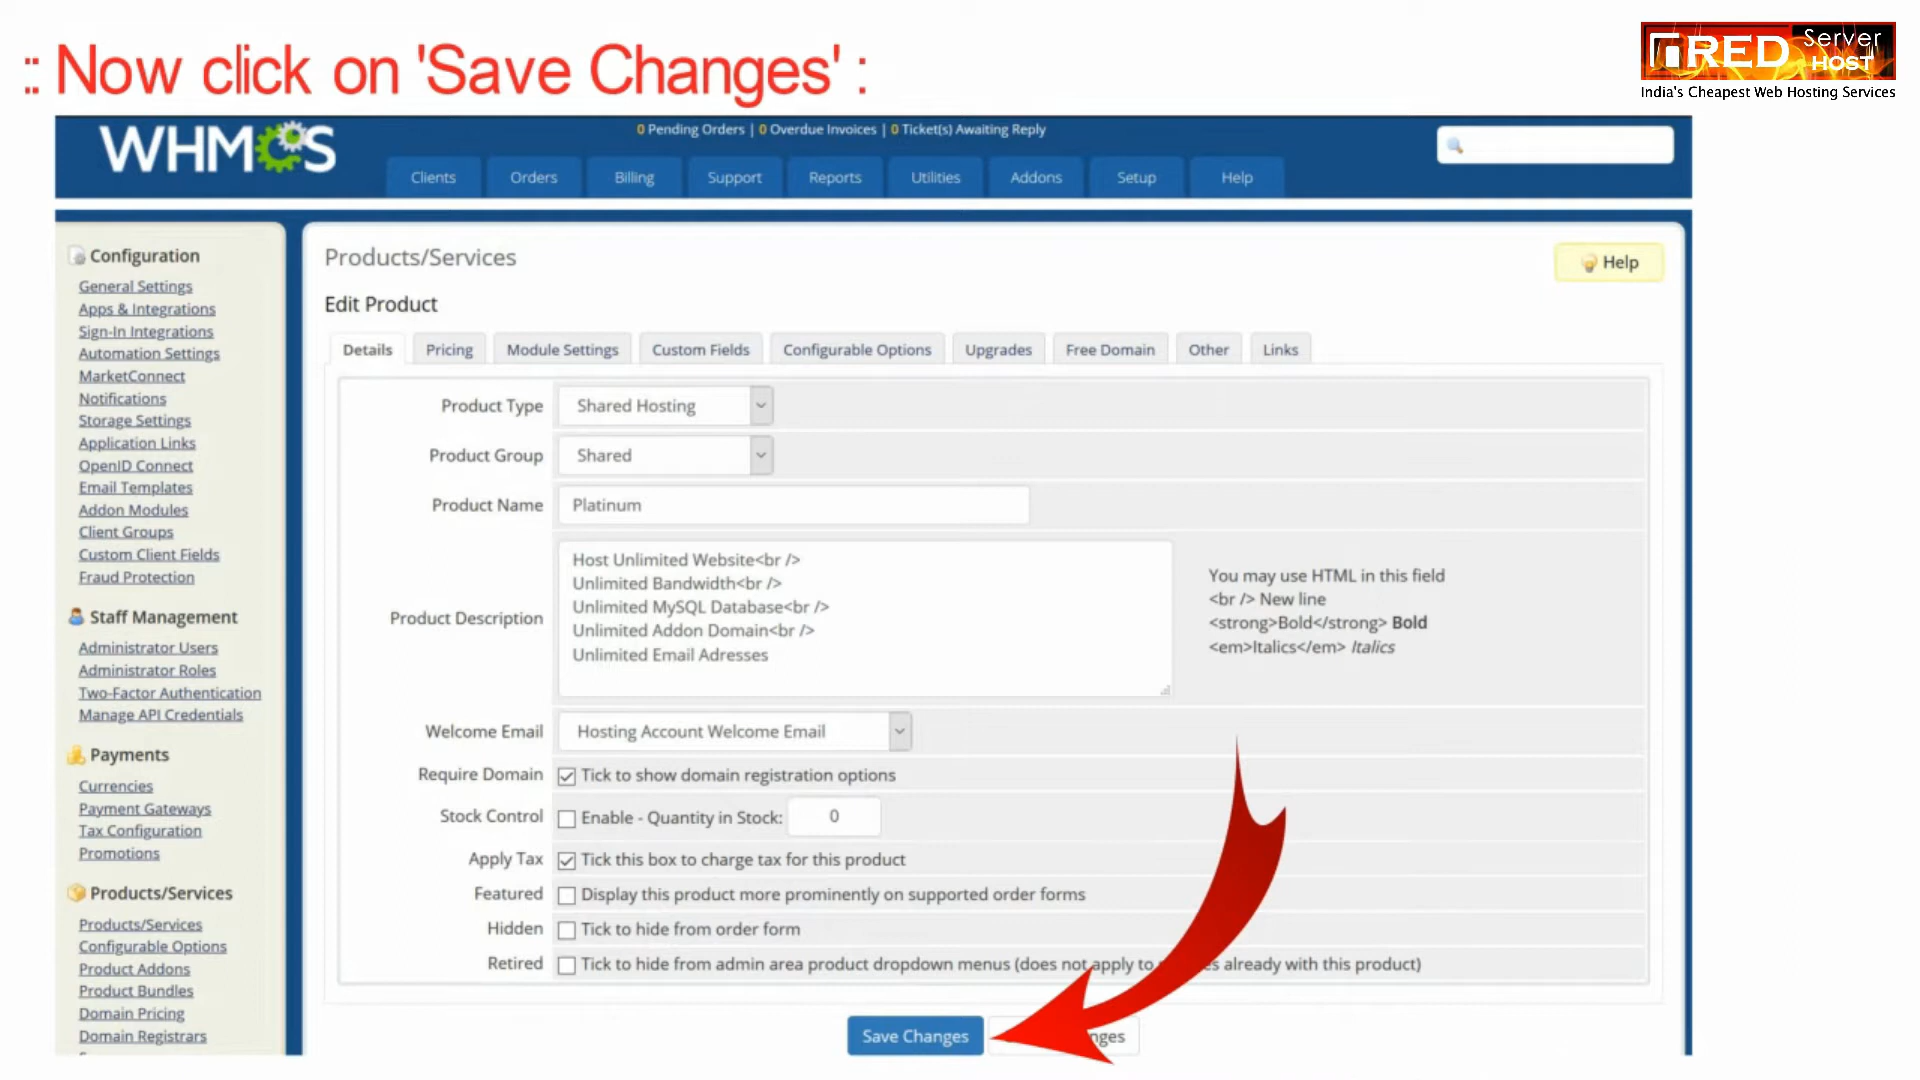 :: Now click on 'Save Changes' :
RED Server HOST
India's Cheapest Web Hosting Services
WHMCS
0 Pending Orders | 0 Overdue Invoices | 0 Ticket(s) Awaiting Reply
Clients Orders Billing Support Reports Utilities Addons Setup Help
Configuration
General Settings
Apps & Integrations
Sign-In Integrations
Automation Settings
MarketConnect
Notifications
Storage Settings
Application Links
OpenID Connect
Email Templates
Addon Modules
Client Groups
Custom Client Fields
Fraud Protection
Staff Management
Administrator Users
Administrator Roles
Two-Factor Authentication
Manage API Credentials
Payments
Currencies
Payment Gateways
Tax Configuration
Promotions
Products/Services
Products/Services
Configurable Options
Product Addons
Product Bundles
Domain Pricing
Domain Registrars
Products/Services
Help
Edit Product
Details Pricing Module Settings Custom Fields Configurable Options Upgrades Free Domain Other Links
Product Type Shared Hosting
Product Group Shared
Product Name Platinum
Product Description
Host Unlimited Website<br />
Unlimited Bandwidth<br />
Unlimited MySQL Database<br />
Unlimited Addon Domain<br />
Unlimited Email Adresses
You may use HTML in this field
<br /> New line
<strong>Bold</strong> Bold
<em>Italics</em> Italics
Welcome Email Hosting Account Welcome Email
Require Domain Tick to show domain registration options
Stock Control Enable - Quantity in Stock: 0
Apply Tax Tick this box to charge tax for this product
Featured Display this product more prominently on supported order forms
Hidden Tick to hide from order form
Retired Tick to hide from admin area product dropdown menus (does not apply to already with this product)
Save Changes